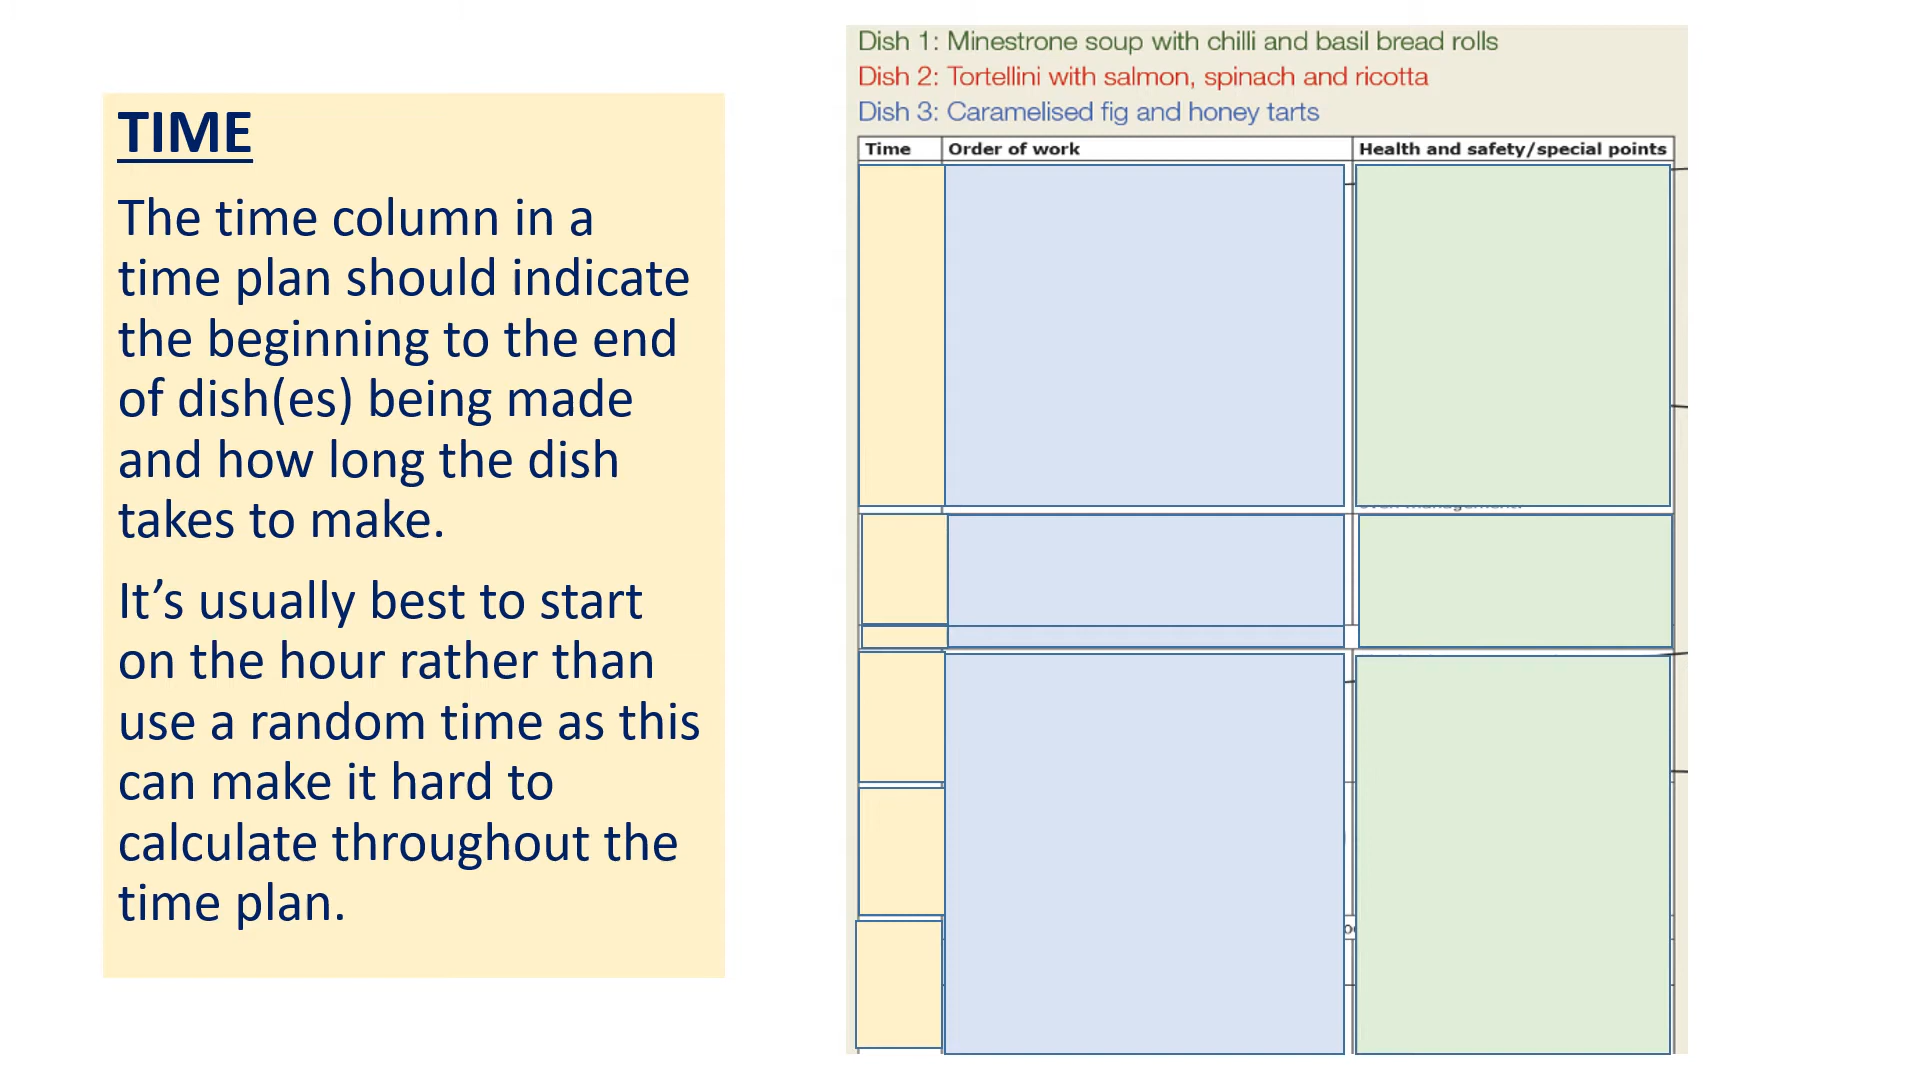 TIME
The time column in a
time plan should indicate
the beginning to the end
of dish(es) being made
and how long the dish
takes to make.
It’s usually best to start
on the hour rather than
use a random time as this
can make it hard to
calculate throughout the
time plan.
Dish 1: Minestrone soup with chilli and basil bread rolls
Dish 2: Tortellini with salmon, spinach and ricotta
Dish 3: Caramelised fig and honey tarts
Time Order of work Health and safety/special points